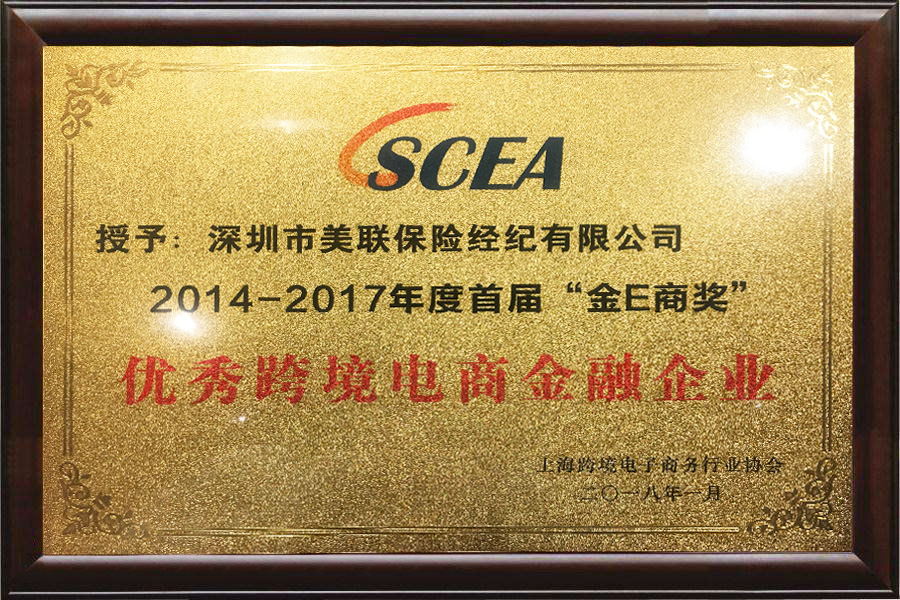 SCEA
授予：深圳市美联保险经纪有限公司
2014-2017年度首届“金E商奖”
优秀跨境电商金融企业
上海跨境电子商务行业协会
二〇一八年一月